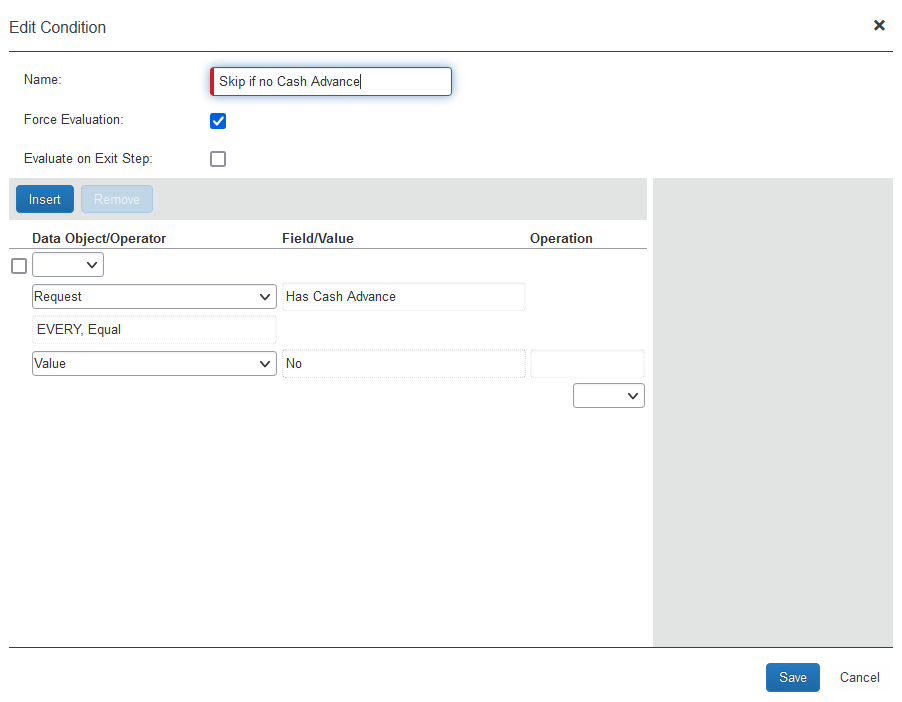 Edit Condition
Name: Skip if no Cash Advance
Force Evaluation:
Evaluate on Exit Step:
Insert Remove
Data Object/Operator Field/Value Operation
Request Has Cash Advance
EVERY, Equal
Value No
Save Cancel